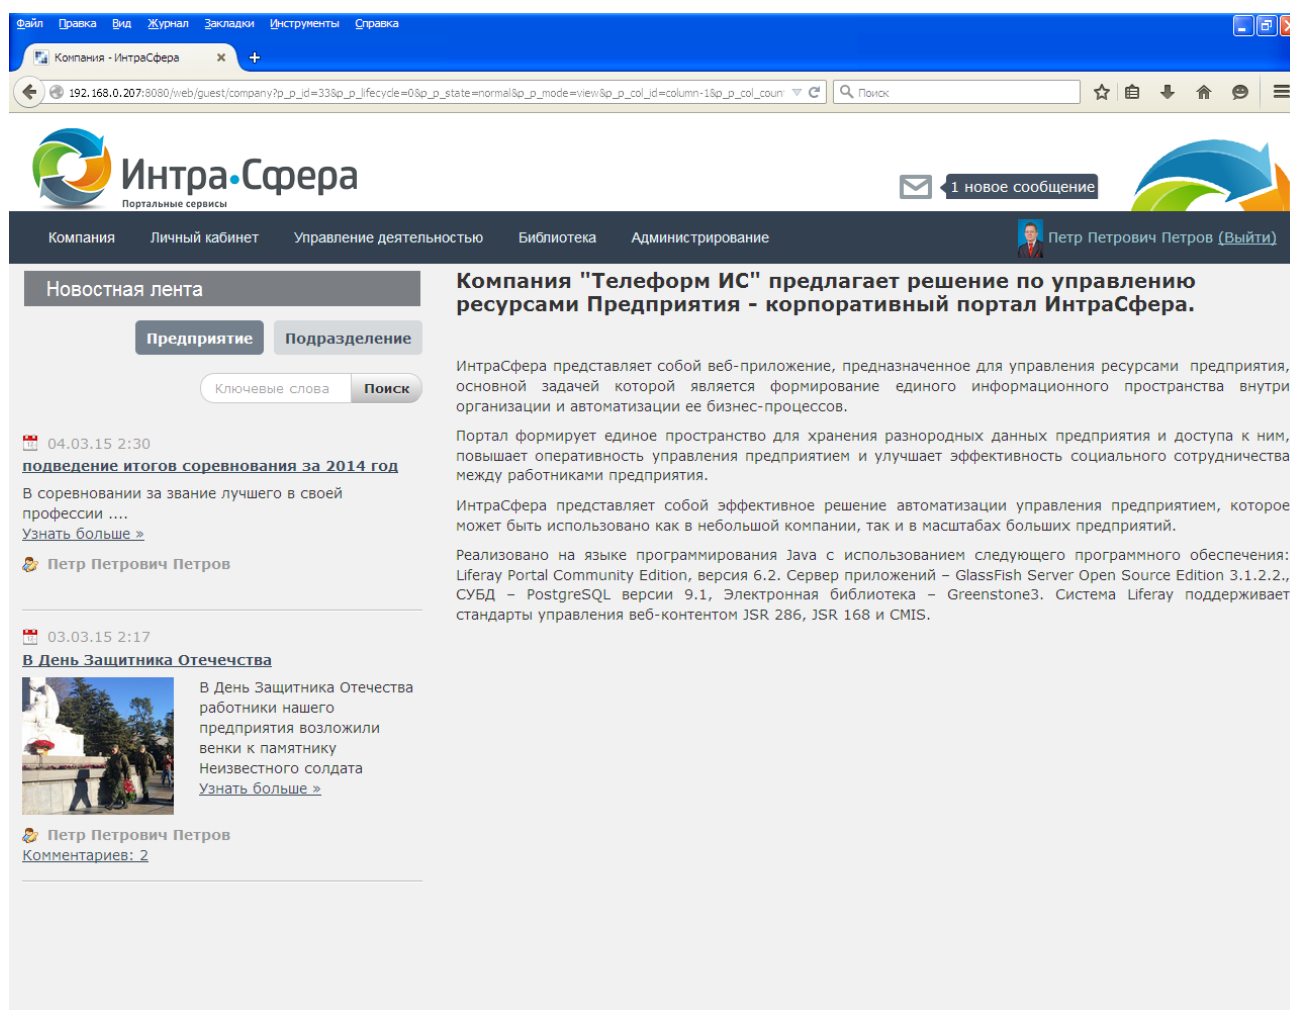 Файл Правка Вид Журнал Закладки Инструменты Справка
Компания - ИнтраСфера
192.168.0.207:8080/web/guest/company?p_p_id=33&p_p_lifecycle=0&p_p_state=normal&p_p_mode=view&p_p_col_id=column-1&p_p_col_coun
Поиск
Интра•Сфера
Портальные сервисы
1 новое сообщение
Компания Личный кабинет Управление деятельностью Библиотека Администрирование
Петр Петрович Петров (Выйти)
Новостная лента
Предприятие Подразделение
Ключевые слова Поиск
04.03.15 2:30
подведение итогов соревнования за 2014 год
В соревновании за звание лучшего в своей
профессии ....
Узнать больше »
Петр Петрович Петров
03.03.15 2:17
В День Защитника Отечечства
В День Защитника Отечества
работники нашего
предприятия возложили
венки к памятнику
Неизвестного солдата
Узнать больше »
Петр Петрович Петров
Комментариев: 2
Компания "Телеформ ИС" предлагает решение по управлению
ресурсами Предприятия - корпоративный портал ИнтраСфера.
ИнтраСфера представляет собой веб-приложение, предназначенное для управления ресурсами предприятия,
основной задачей которой является формирование единого информационного пространства внутри
организации и автоматизации ее бизнес-процессов.
Портал формирует единое пространство для хранения разнородных данных предприятия и доступа к ним,
повышает оперативность управления предприятием и улучшает эффективность социального сотрудничества
между работниками предприятия.
ИнтраСфера представляет собой эффективное решение автоматизации управления предприятием, которое
может быть использовано как в небольшой компании, так и в масштабах больших предприятий.
Реализовано на языке программирования Java с использованием следующего программного обеспечения:
Liferay Portal Community Edition, версия 6.2. Сервер приложений – GlassFish Server Open Source Edition 3.1.2.2.,
СУБД – PostgreSQL версии 9.1, Электронная библиотека – Greenstone3. Система Liferay поддерживает
стандарты управления веб-контентом JSR 286, JSR 168 и CMIS.